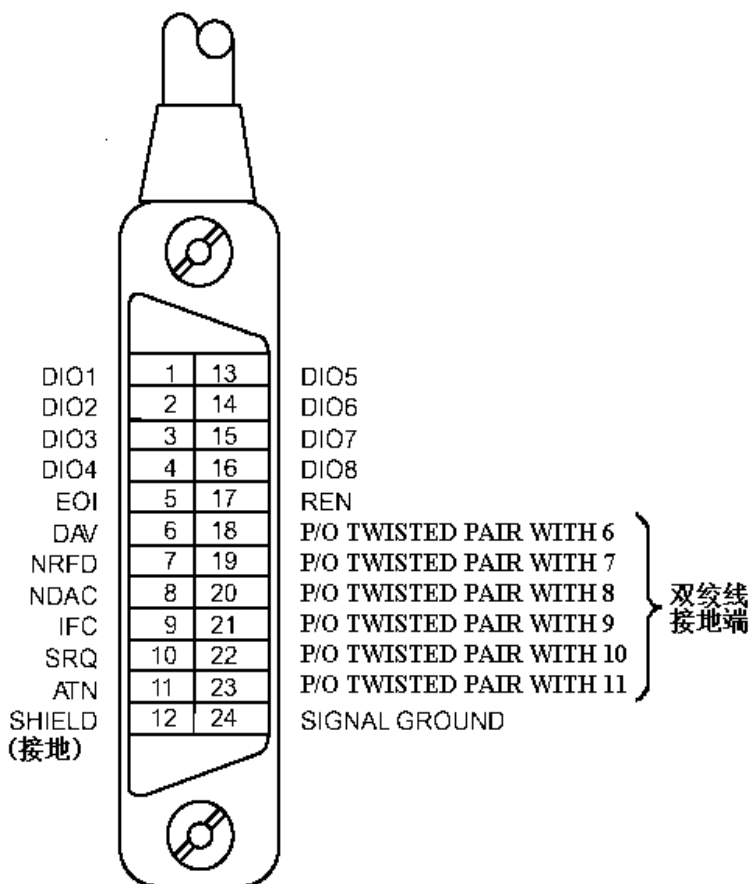 DIO1 1 13 DIO5
DIO2 2 14 DIO6
DIO3 3 15 DIO7
DIO4 4 16 DIO8
EOI 5 17 REN
DAV 6 18 P/O TWISTED PAIR WITH 6
NRFD 7 19 P/O TWISTED PAIR WITH 7
NDAC 8 20 P/O TWISTED PAIR WITH 8
IFC 9 21 P/O TWISTED PAIR WITH 9
SRQ 10 22 P/O TWISTED PAIR WITH 10
ATN 11 23 P/O TWISTED PAIR WITH 11
SHIELD 12 24 SIGNAL GROUND
(接地)
双绞线
接地端